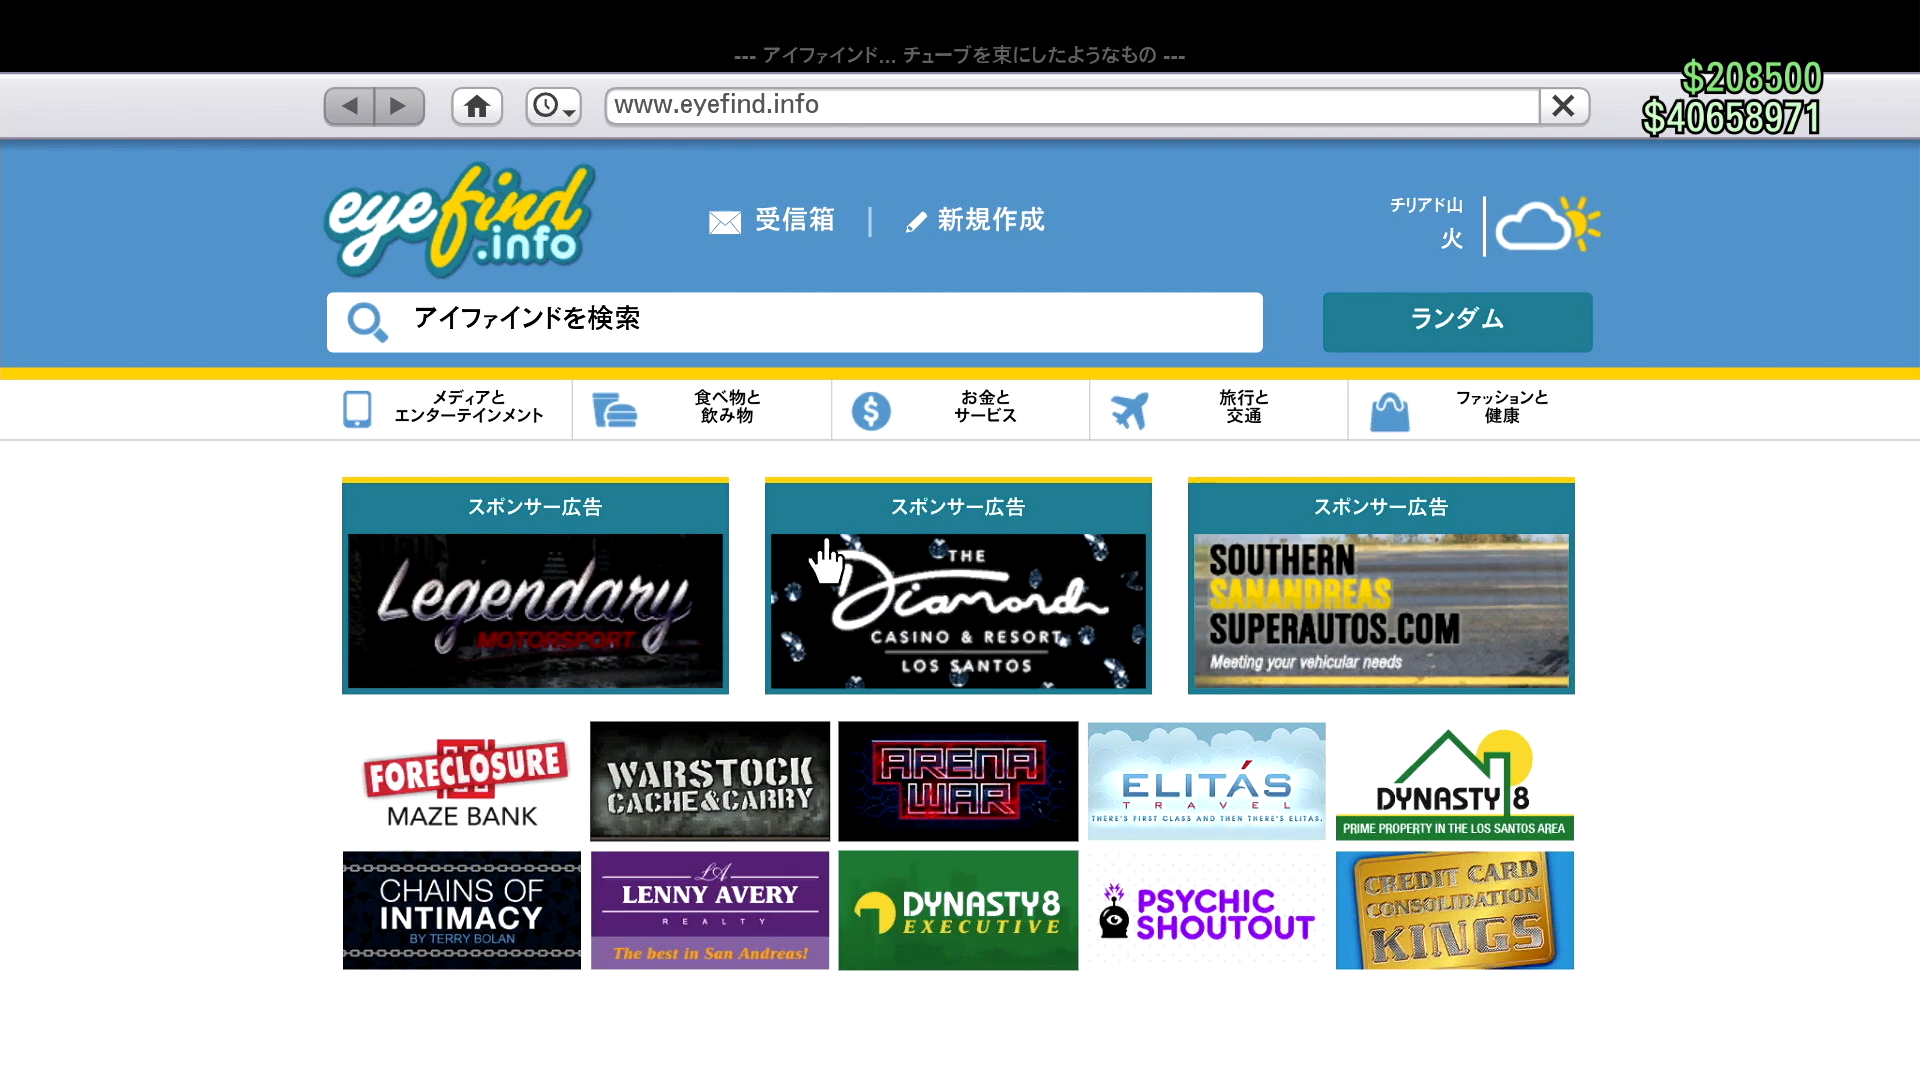 --- アイファインド... チューブを束にしたようなもの ---
$208500
$40658971
www.eyefind.info
eyefind
.info
受信箱 | 新規作成
チリアド山
火
アイファインドを検索
ランダム
メディアと
エンターテインメント
食べ物と
飲み物
お金と
サービス
旅行と
交通
ファッションと
健康
スポンサー広告
Legendary
MOTORSPORT
スポンサー広告
THE
Diamond
CASINO & RESORT
LOS SANTOS
スポンサー広告
SOUTHERN
SANANDREAS
SUPERAUTOS.COM
Meeting your vehicular needs
FORECLOSURE
MAZE BANK
WARSTOCK
CACHE&CARRY
ARENA
WAR
ELITÁS
TRAVEL
THERE'S FIRST CLASS AND THEN THERE'S ELITAS.
DYNASTY 8
PRIME PROPERTY IN THE LOS SANTOS AREA
CHAINS OF
INTIMACY
BY TERRY BOLAN
LA
LENNY AVERY
REALTY
The best in San Andreas!
DYNASTY8
EXECUTIVE
PSYCHIC
SHOUTOUT
CREDIT CARD
CONSOLIDATION
KINGS